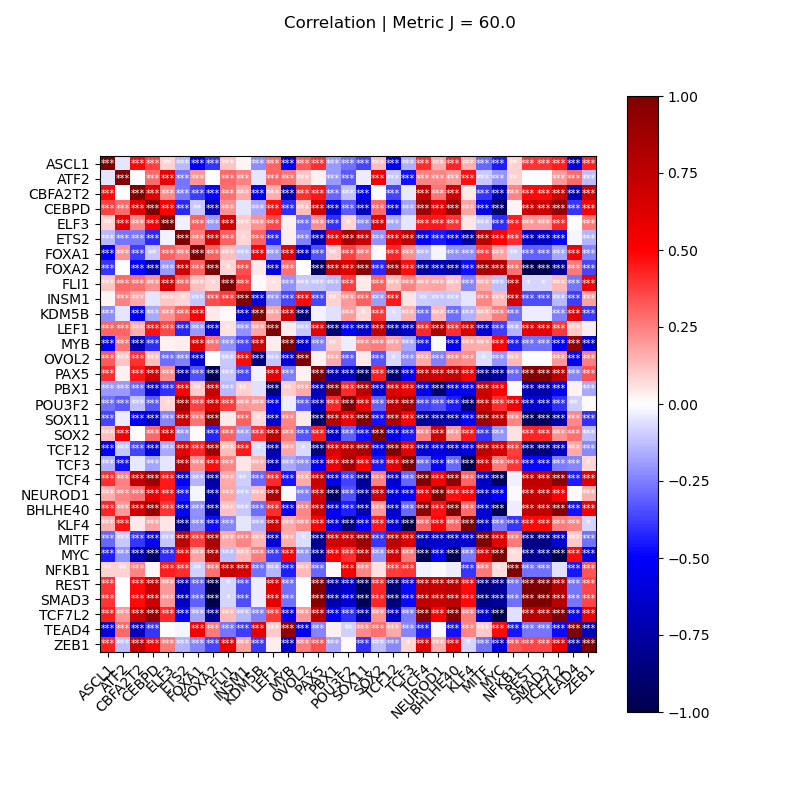 Correlation | Metric J = 60.0
ASCL1
ATF2
CBFA2T2
CEBPD
ELF3
ETS2
FOXA1
FOXA2
FLI1
INSM1
KDM5B
LEF1
MYB
OVOL2
PAX5
PBX1
POU3F2
SOX11
SOX2
TCF12
TCF3
TCF4
NEUROD1
BHLHE40
KLF4
MITF
MYC
NFKB1
REST
SMAD3
TCF7L2
TEAD4
ZEB1
ASCL1
ATF2
CBFA2T2
CEBPD
ELF3
ETS2
FOXA1
FOXA2
FLI1
INSM1
KDM5B
LEF1
MYB
OVOL2
PAX5
PBX1
POU3F2
SOX11
SOX2
TCF12
TCF3
TCF4
NEUROD1
BHLHE40
KLF4
MITF
MYC
NFKB1
REST
SMAD3
TCF7L2
TEAD4
ZEB1
1.00
0.75
0.50
0.25
0.00
−0.25
−0.50
−0.75
−1.00